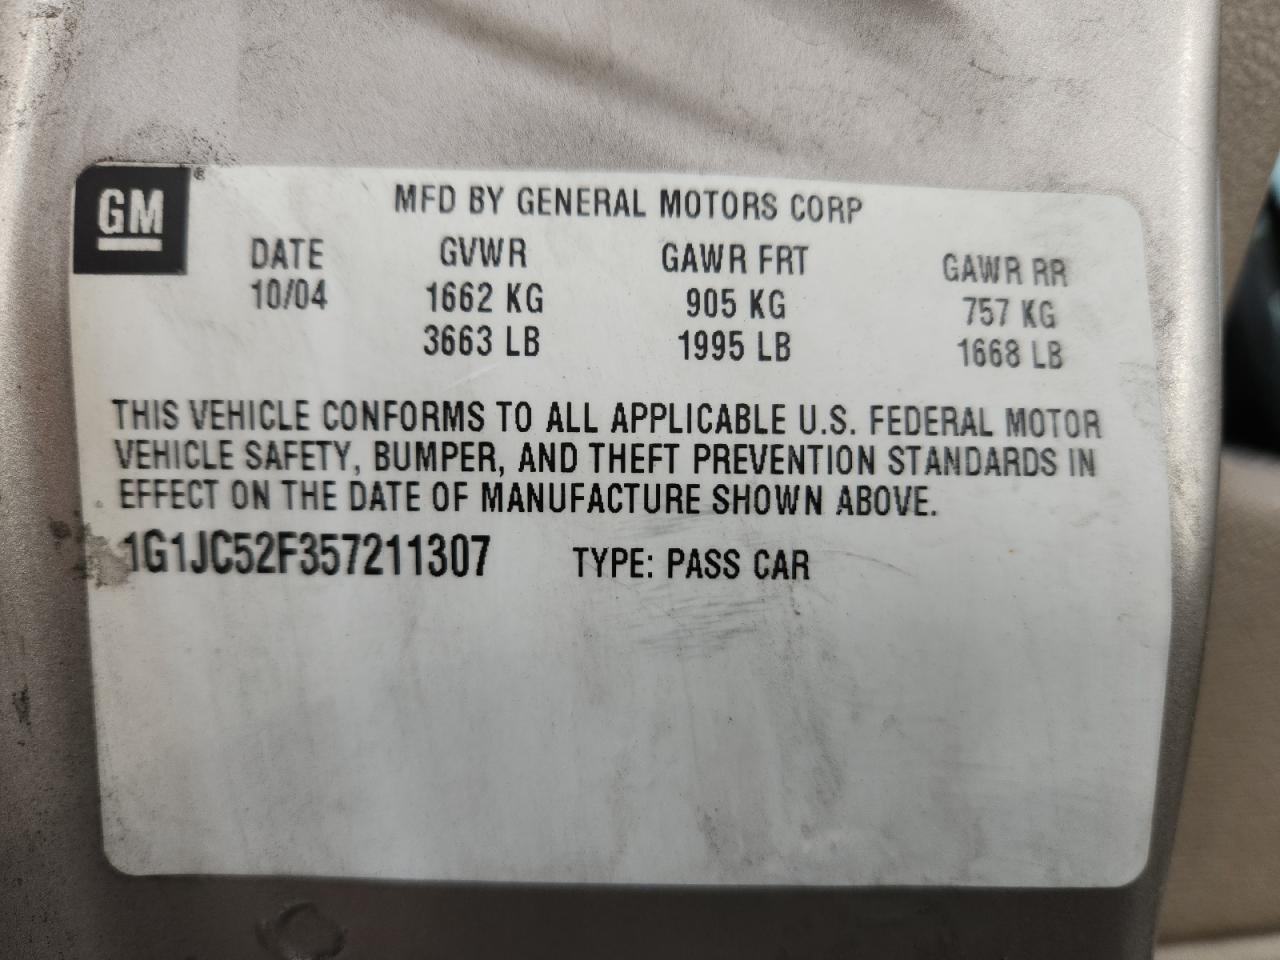 GM ®
MFD BY GENERAL MOTORS CORP
DATE GVWR GAWR FRT GAWR RR
10/04 1662 KG 905 KG 757 KG
3663 LB 1995 LB 1668 LB
THIS VEHICLE CONFORMS TO ALL APPLICABLE U.S. FEDERAL MOTOR
VEHICLE SAFETY, BUMPER, AND THEFT PREVENTION STANDARDS IN
EFFECT ON THE DATE OF MANUFACTURE SHOWN ABOVE.
1G1JC52F357211307 TYPE: PASS CAR